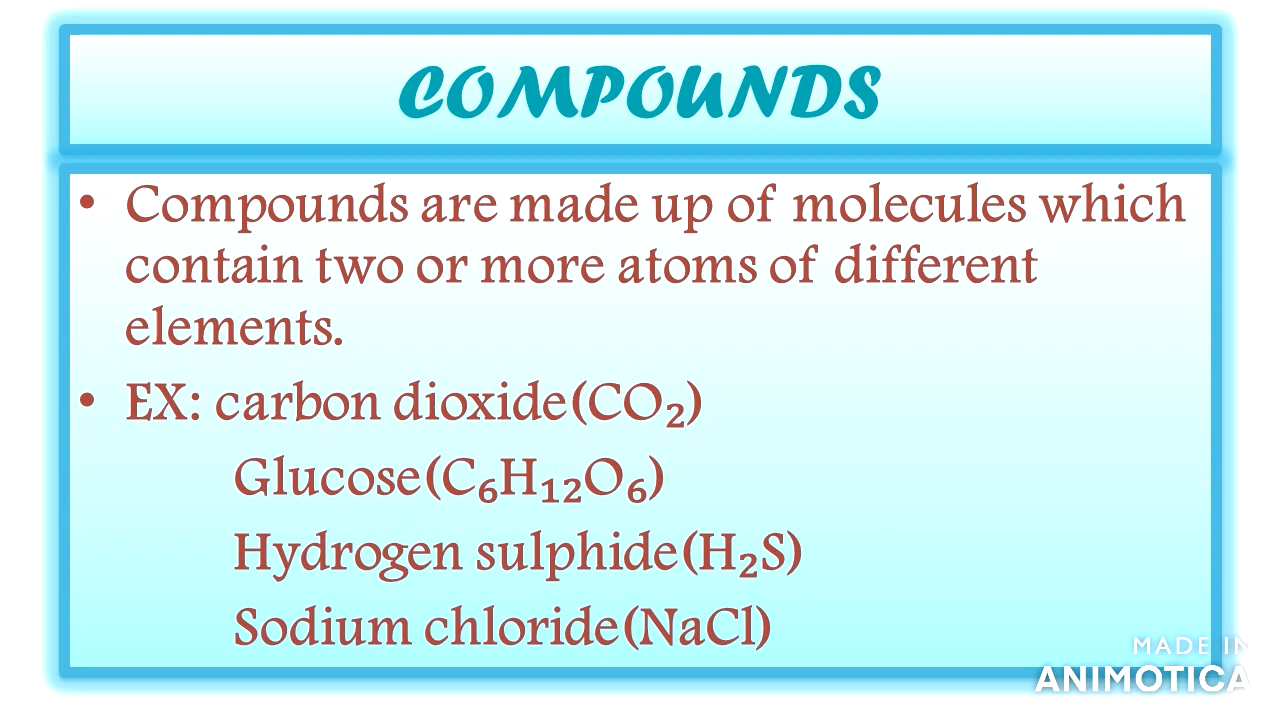 COMPOUNDS
• Compounds are made up of molecules which
contain two or more atoms of different
elements.
• EX: carbon dioxide(CO₂)
Glucose(C₆H₁₂O₆)
Hydrogen sulphide(H₂S)
Sodium chloride(NaCl)
MADE IN
ANIMOTICA